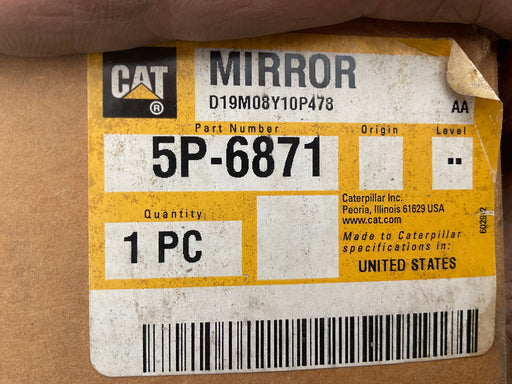 CAT
®
MIRROR
D19M08Y10P478
AA
Part Number
Origin
Level
5P-6871
--
Caterpillar Inc.
Peoria, Illinois 61629 USA
www.cat.com
Quantity
1 PC
Made to Caterpillar
specifications in:
UNITED STATES